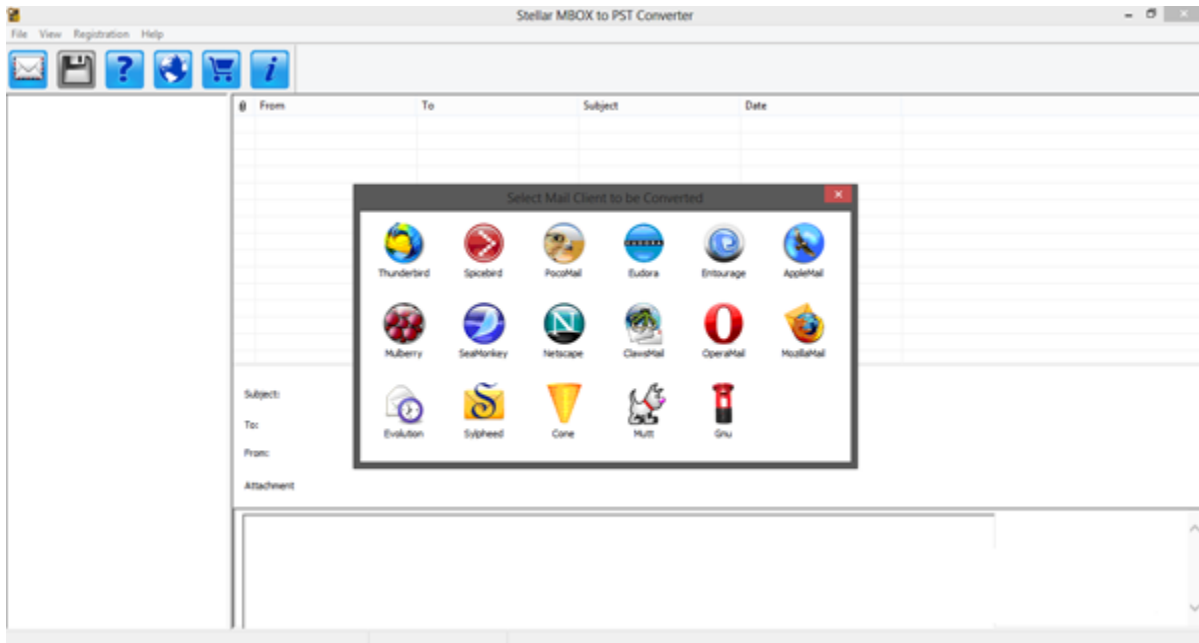 Stellar MBOX to PST Converter
File View Registration Help
From To Subject Date
Select Mail Client to be Converted
Thunderbird Spicebird PocoMail Eudora Entourage AppleMail
Mulberry SeaMonkey Netscape ClawsMail OperaMail MozillaMail
Evolution Sylpheed Cone Mutt Gnu
Subject:
To:
From:
Attachment